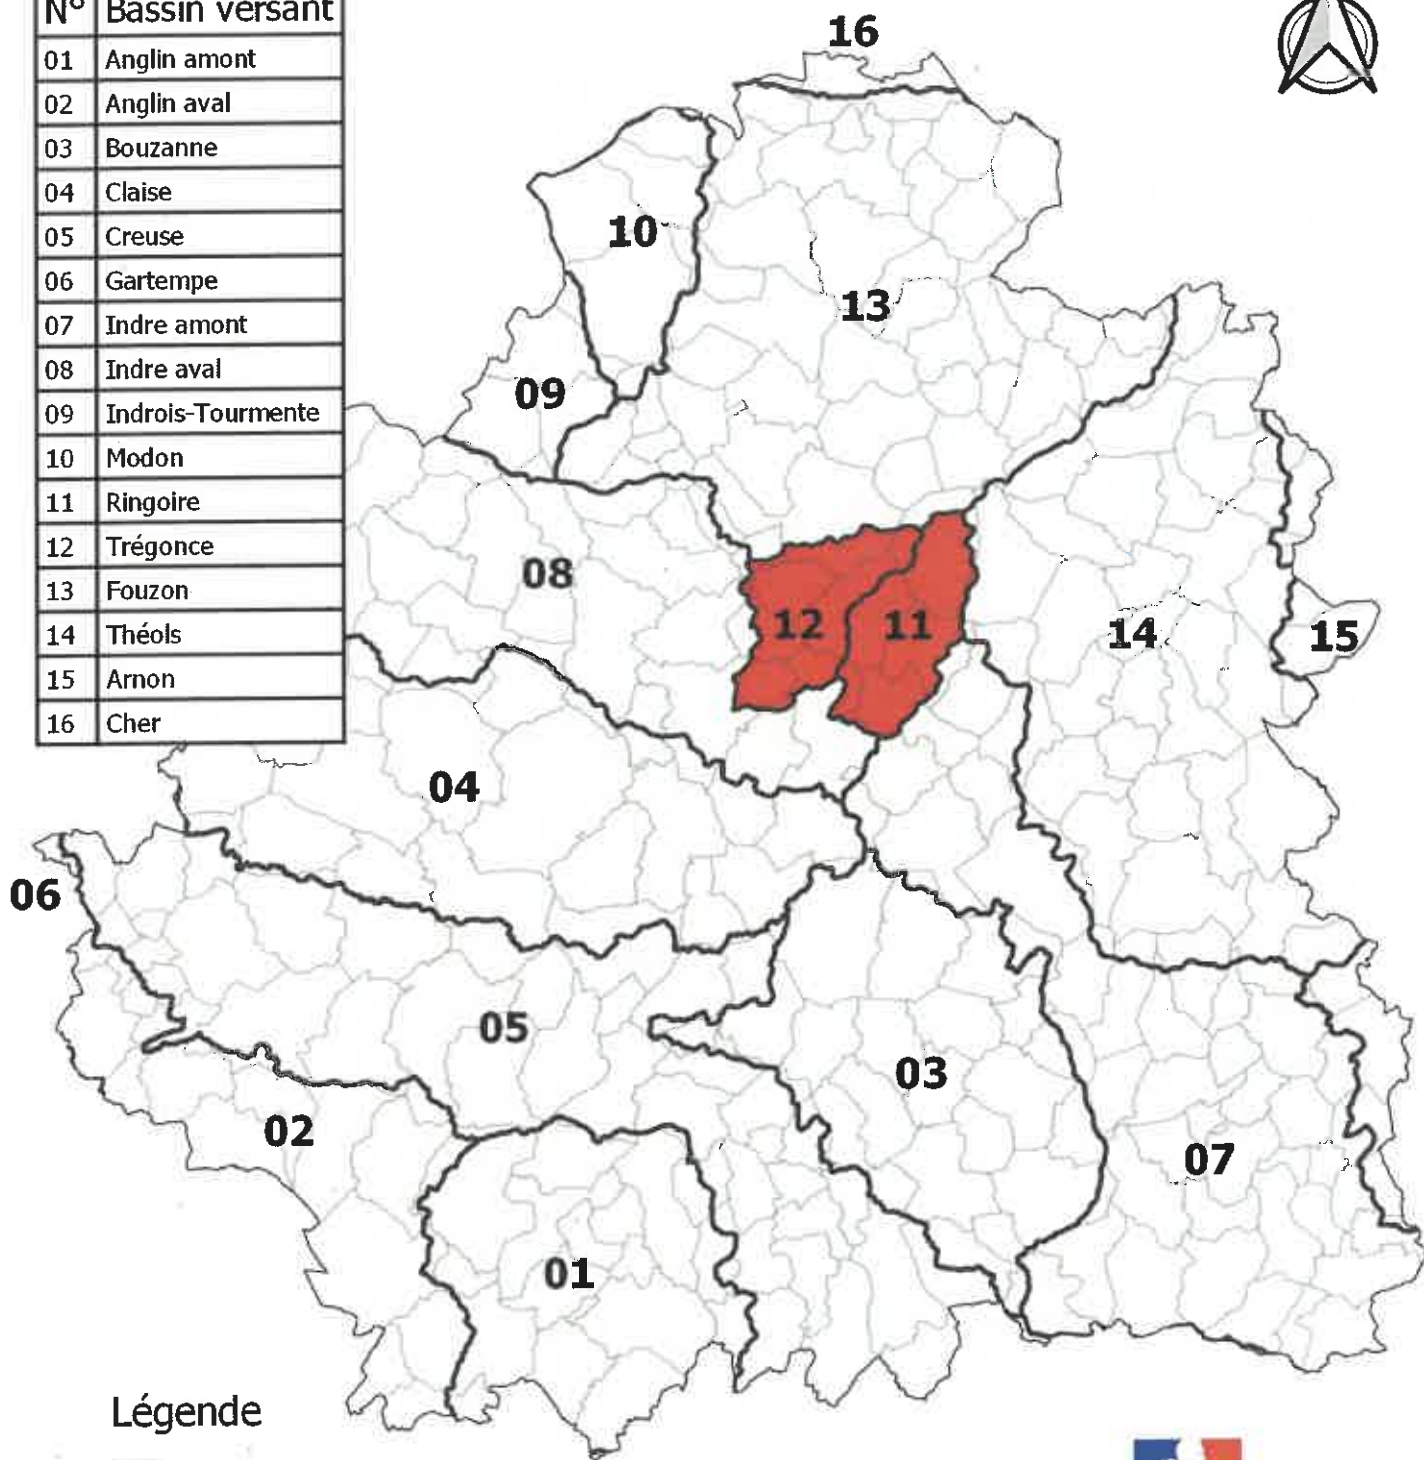 N° Bassin versant
01 Anglin amont
02 Anglin aval
03 Bouzanne
04 Claise
05 Creuse
06 Gartempe
07 Indre amont
08 Indre aval
09 Indrois-Tourmente
10 Modon
11 Ringoire
12 Trégonce
13 Fouzon
14 Théols
15 Arnon
16 Cher
16
10
13
09
08
12
11
14
15
04
06
05
03
02
07
01
Légende